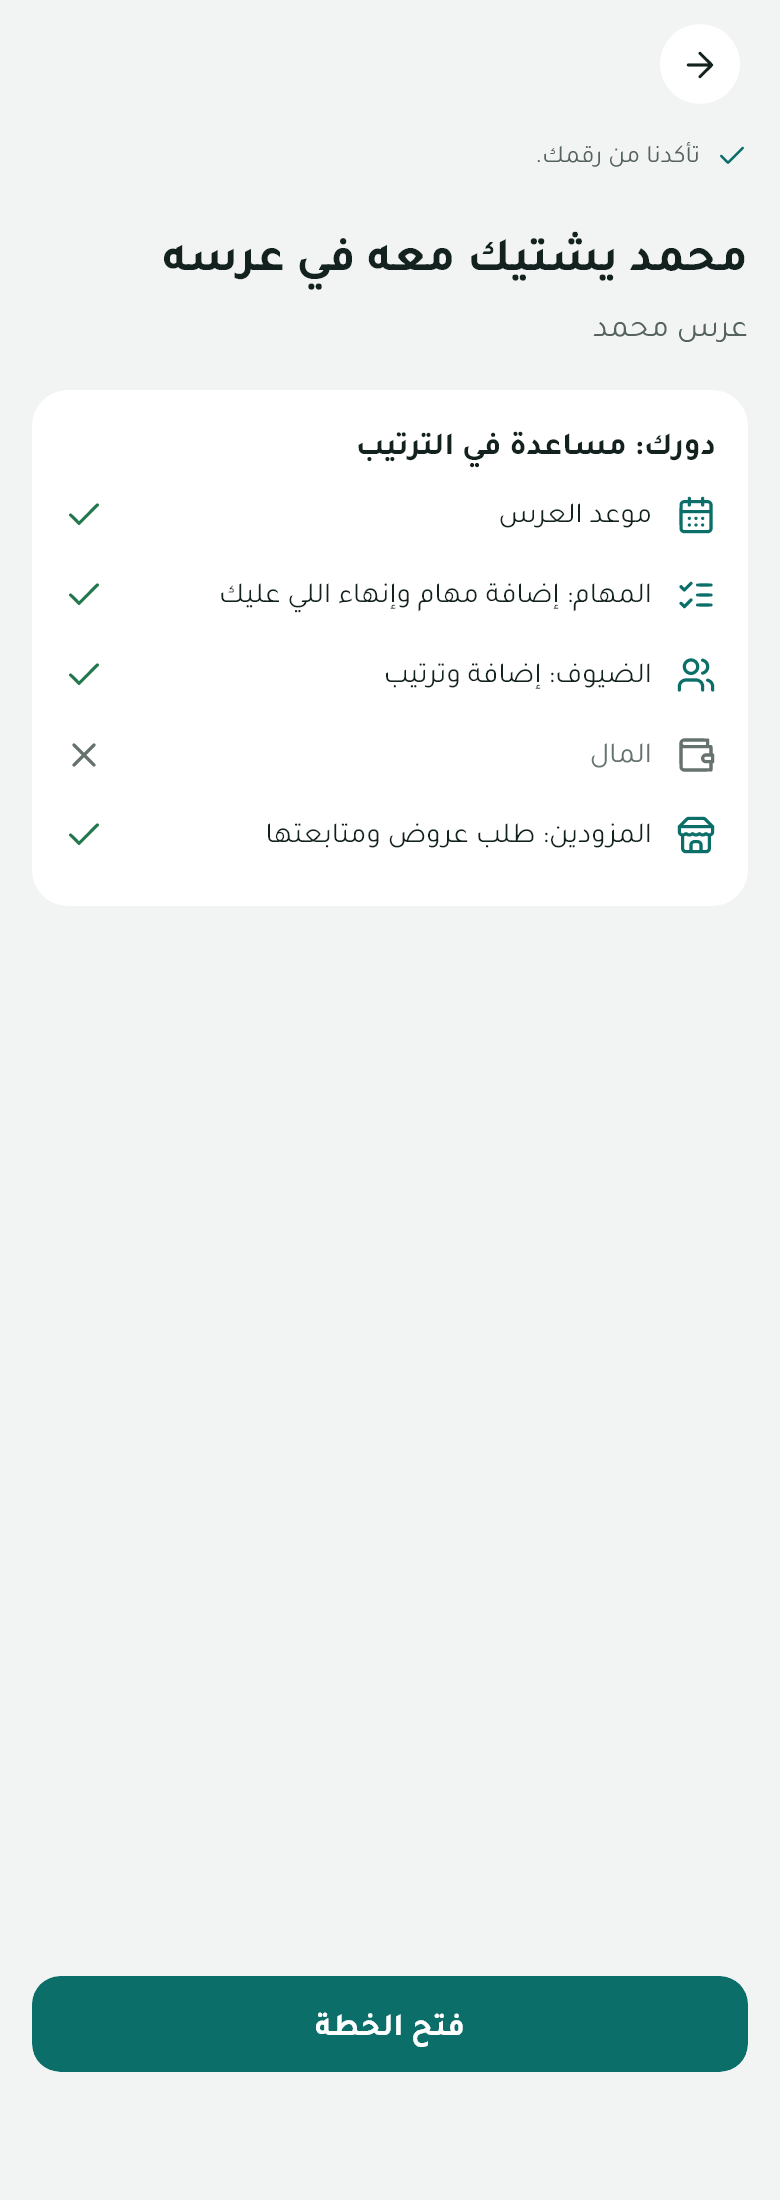 تأكدنا من رقمك.
محمد يشتيك معه في عرسه
عرس محمد
دورك: مساعدة في الترتيب
موعد العرس
المهام: إضافة مهام وإنهاء اللي عليك
الضيوف: إضافة وترتيب
المال
المزودين: طلب عروض ومتابعتها
فتح الخطة